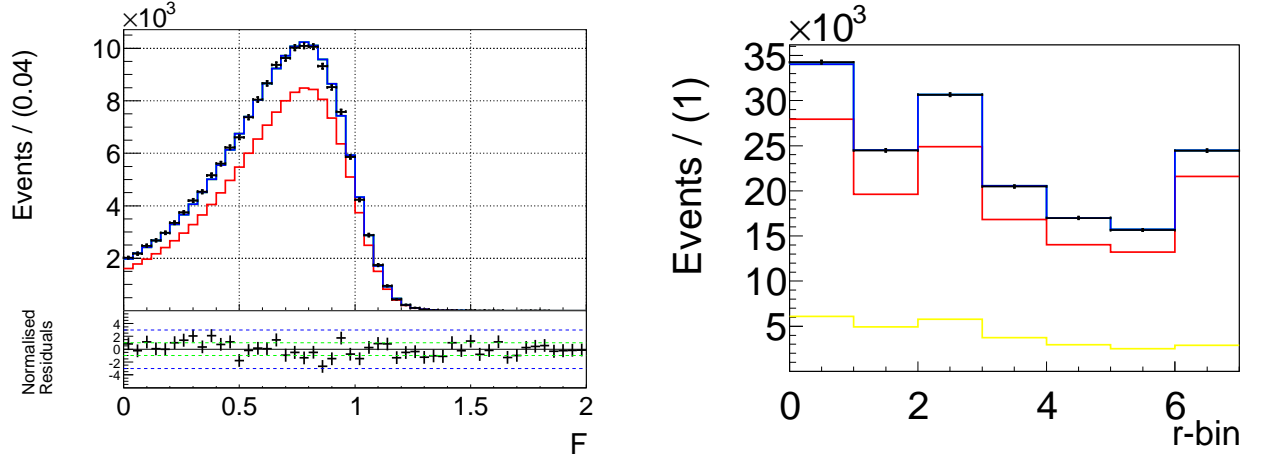 ×10³
Events / (0.04)
10
8
6
4
2
Normalised
Residuals
4
2
0
-2
-4
0 0.5 1 1.5 2
F
×10³
Events / (1)
35
30
25
20
15
10
5
0 2 4 6
r-bin